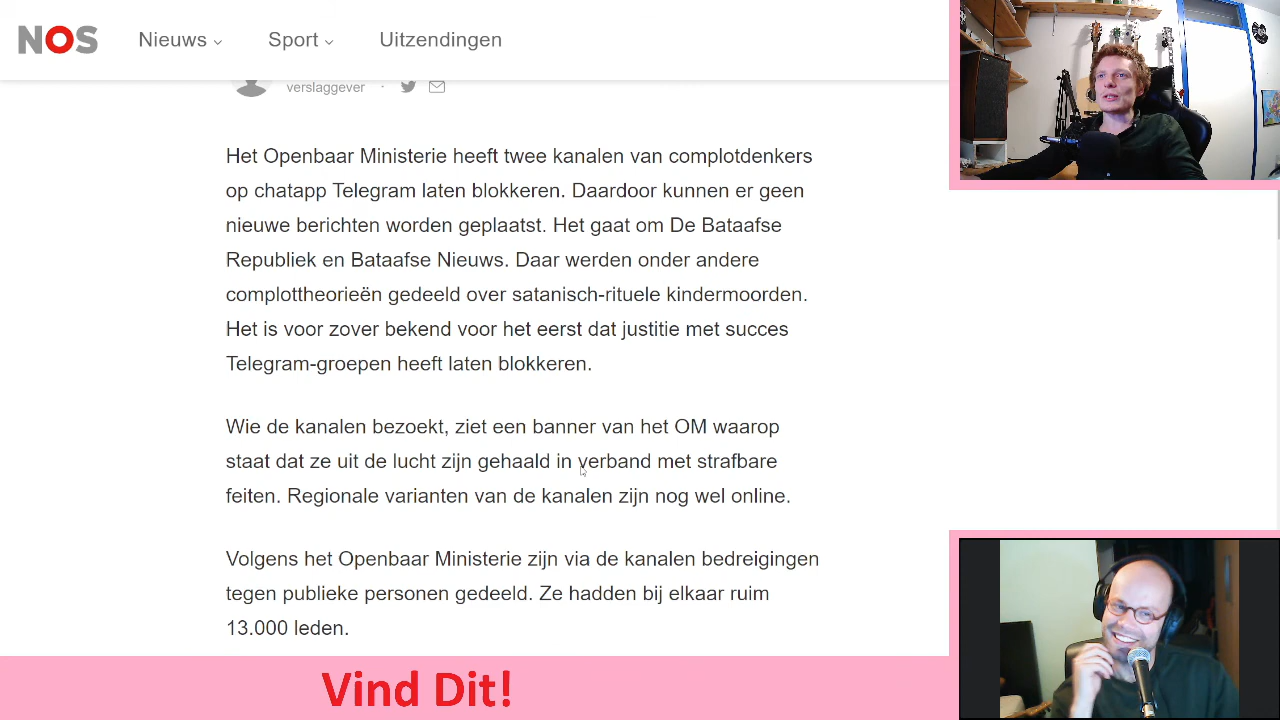 NOS
Nieuws
Sport
Uitzendingen
verslaggever ·
Het Openbaar Ministerie heeft twee kanalen van complotdenkers
op chatapp Telegram laten blokkeren. Daardoor kunnen er geen
nieuwe berichten worden geplaatst. Het gaat om De Bataafse
Republiek en Bataafse Nieuws. Daar werden onder andere
complottheorieën gedeeld over satanisch-rituele kindermoorden.
Het is voor zover bekend voor het eerst dat justitie met succes
Telegram-groepen heeft laten blokkeren.
Wie de kanalen bezoekt, ziet een banner van het OM waarop
staat dat ze uit de lucht zijn gehaald in verband met strafbare
feiten. Regionale varianten van de kanalen zijn nog wel online.
Volgens het Openbaar Ministerie zijn via de kanalen bedreigingen
tegen publieke personen gedeeld. Ze hadden bij elkaar ruim
13.000 leden.
Vind Dit!